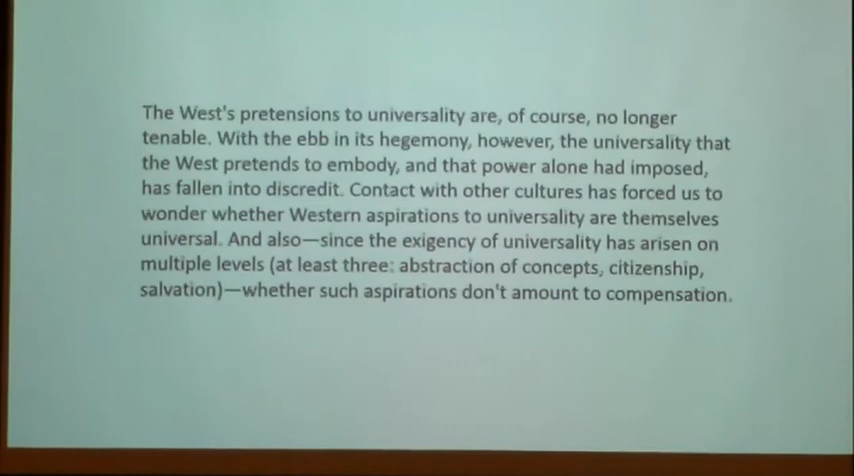 The West's pretensions to universality are, of course, no longer
tenable. With the ebb in its hegemony, however, the universality that
the West pretends to embody, and that power alone had imposed,
has fallen into discredit. Contact with other cultures has forced us to
wonder whether Western aspirations to universality are themselves
universal. And also—since the exigency of universality has arisen on
multiple levels (at least three: abstraction of concepts, citizenship,
salvation)—whether such aspirations don't amount to compensation.